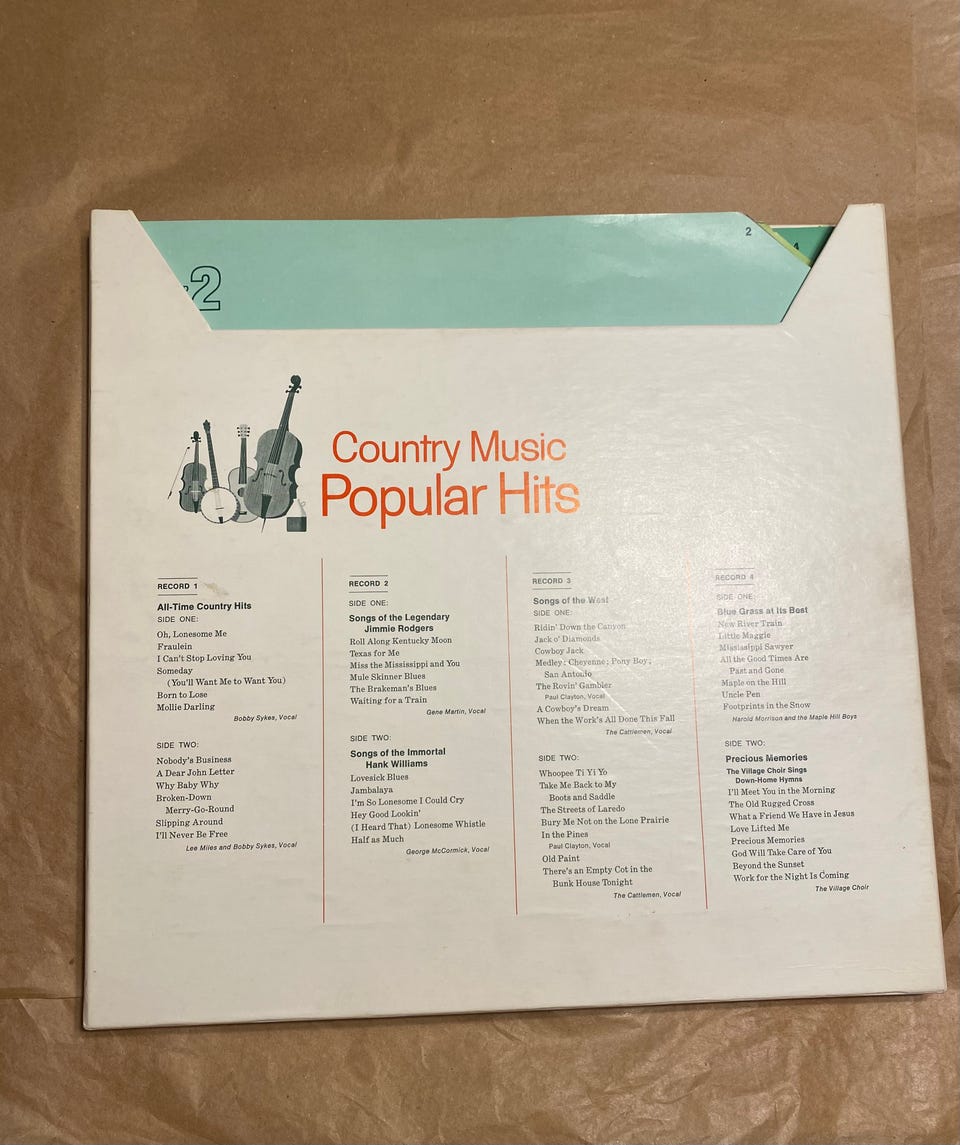 2
4
2
Country Music
Popular Hits
RECORD 1
All-Time Country Hits
SIDE ONE:
Oh, Lonesome Me
Fraulein
I Can't Stop Loving You
Someday
(You'll Want Me to Want You)
Born to Lose
Mollie Darling
Bobby Sykes, Vocal
SIDE TWO:
Nobody's Business
A Dear John Letter
Why Baby Why
Broken-Down
Merry-Go-Round
Slipping Around
I'll Never Be Free
Lee Miles and Bobby Sykes, Vocal
RECORD 2
SIDE ONE:
Songs of the Legendary
Jimmie Rodgers
Roll Along Kentucky Moon
Texas for Me
Miss the Mississippi and You
Mule Skinner Blues
The Brakeman's Blues
Waiting for a Train
Gene Martin, Vocal
SIDE TWO:
Songs of the Immortal
Hank Williams
Lovesick Blues
Jambalaya
I'm So Lonesome I Could Cry
Hey Good Lookin'
(I Heard That) Lonesome Whistle
Half as Much
George McCormick, Vocal
RECORD 3
Songs of the West
SIDE ONE:
Ridin' Down the Canyon
Jack o' Diamonds
Cowboy Jack
Medley: Cheyenne; Pony Boy;
San Antonio
The Rovin' Gambler
Paul Clayton, Vocal
A Cowboy's Dream
When the Work's All Done This Fall
The Cattlemen, Vocal
SIDE TWO:
Whoopee Ti Yi Yo
Take Me Back to My
Boots and Saddle
The Streets of Laredo
Bury Me Not on the Lone Prairie
In the Pines
Paul Clayton, Vocal
Old Paint
There's an Empty Cot in the
Bunk House Tonight
The Cattlemen, Vocal
RECORD 4
SIDE ONE:
Blue Grass at Its Best
New River Train
Little Maggie
Mississippi Sawyer
All the Good Times Are
Past and Gone
Maple on the Hill
Uncle Pen
Footprints in the Snow
Harold Morrison and the Maple Hill Boys
SIDE TWO:
Precious Memories
The Village Choir Sings
Down-Home Hymns
I'll Meet You in the Morning
The Old Rugged Cross
What a Friend We Have in Jesus
Love Lifted Me
Precious Memories
God Will Take Care of You
Beyond the Sunset
Work for the Night Is Coming
The Village Choir